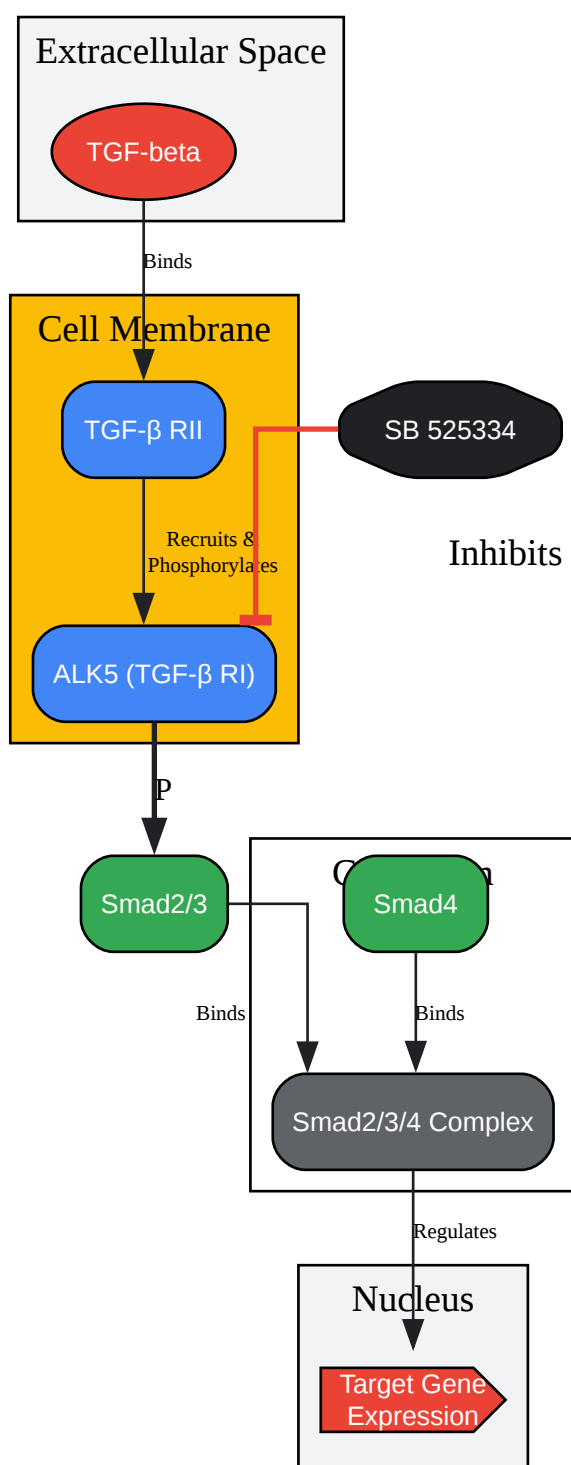 Extracellular Space
TGF-beta
Binds
Cell Membrane
TGF-β RII
SB 525334
Recruits &
Phosphorylates
Inhibits
ALK5 (TGF-β RI)
P
Smad2/3
Smad4
Binds
Binds
Smad2/3/4 Complex
Regulates
Nucleus
Target Gene
Expression